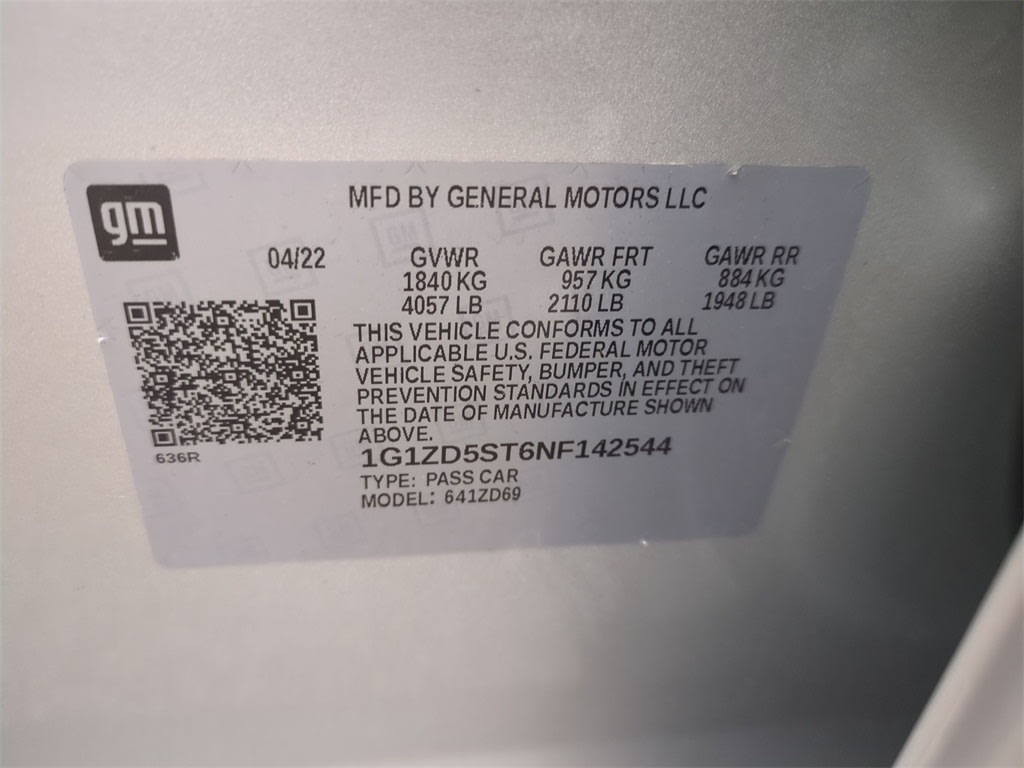 gm
MFD BY GENERAL MOTORS LLC
04/22 GVWR GAWR FRT GAWR RR
1840 KG 957 KG 884 KG
4057 LB 2110 LB 1948 LB
THIS VEHICLE CONFORMS TO ALL
APPLICABLE U.S. FEDERAL MOTOR
VEHICLE SAFETY, BUMPER, AND THEFT
PREVENTION STANDARDS IN EFFECT ON
THE DATE OF MANUFACTURE SHOWN
ABOVE.
636R
1G1ZD5ST6NF142544
TYPE: PASS CAR
MODEL: 641ZD69